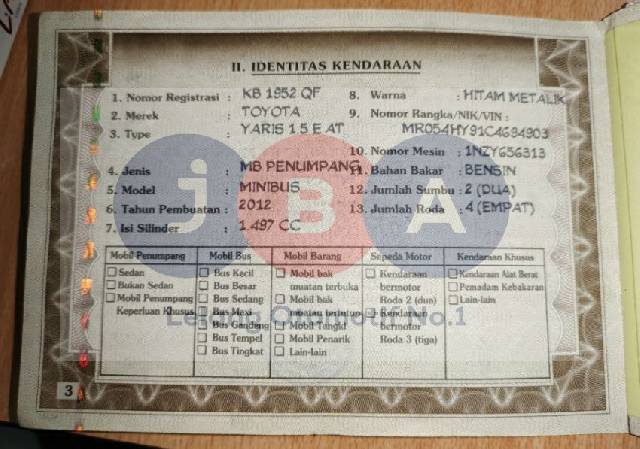 II. IDENTITAS KENDARAAN
1. Nomor Registrasi : KB 1952 QF
2. Merek : TOYOTA
3. Type : YARIS 1 5 E AT
4. Jenis : MB PENUMPANG
5. Model : MINIBUS
6. Tahun Pembuatan : 2012
7. Isi Silinder : 1.497 CC
8. Warna : HITAM METALIK
9. Nomor Rangka/NIK/VIN :
MR054HY91C4694903
10. Nomor Mesin : 1NZY656313
11. Bahan Bakar : BENSIN
12. Jumlah Sumbu : 2 (DUA)
13. Jumlah Roda : 4 (EMPAT)
Mobil Penumpang
Sedan
Bukan Sedan
Mobil Penumpang
Keperluan Khusus
Mobil Bus
Bus Kecil
Bus Besar
Bus Sedang
Bus Maxi
Bus Gandeng
Bus Tempel
Bus Tingkat
Mobil Barang
Mobil bak
muatan terbuka
Mobil bak
muatan tertutup
Mobil Tangki
Mobil Penarik
Lain-lain
Sepeda Motor
Kendaraan
bermotor
Roda 2 (dua)
Kendaraan
bermotor
Roda 3 (tiga)
Kendaraan Khusus
Kendaraan Alat Berat
Pemadam Kebakaran
Lain-lain
JBA
Lelang Otomotif No.1
3